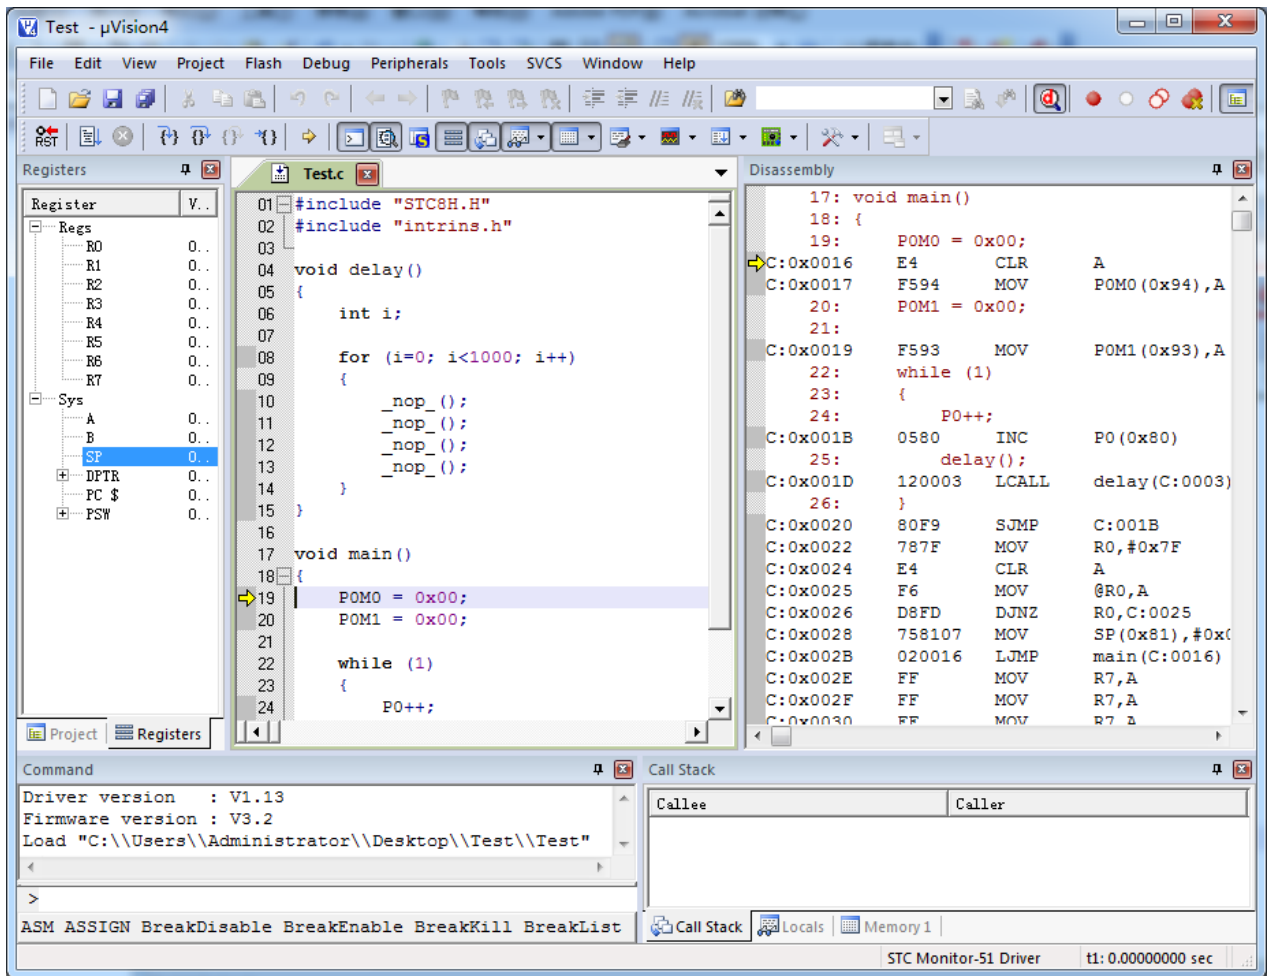 Test - µVision4
File Edit View Project Flash Debug Peripherals Tools SVCS Window Help
RST
Registers
Register V..
Regs
R0 0..
R1 0..
R2 0..
R3 0..
R4 0..
R5 0..
R6 0..
R7 0..
Sys
A 0..
B 0..
SP 0..
DPTR 0..
PC $ 0..
PSW 0..
Project Registers
Test.c
01 #include "STC8H.H"
02 #include "intrins.h"
03
04 void delay()
05 {
06 int i;
07
08 for (i=0; i<1000; i++)
09 {
10 _nop_();
11 _nop_();
12 _nop_();
13 _nop_();
14 }
15 }
16
17 void main()
18 {
19 P0M0 = 0x00;
20 P0M1 = 0x00;
21
22 while (1)
23 {
24 P0++;
Disassembly
17: void main()
18: {
19: P0M0 = 0x00;
C:0x0016 E4 CLR A
C:0x0017 F594 MOV P0M0(0x94),A
20: P0M1 = 0x00;
21:
C:0x0019 F593 MOV P0M1(0x93),A
22: while (1)
23: {
24: P0++;
C:0x001B 0580 INC P0(0x80)
25: delay();
C:0x001D 120003 LCALL delay(C:0003)
26: }
C:0x0020 80F9 SJMP C:001B
C:0x0022 787F MOV R0,#0x7F
C:0x0024 E4 CLR A
C:0x0025 F6 MOV @R0,A
C:0x0026 D8FD DJNZ R0,C:0025
C:0x0028 758107 MOV SP(0x81),#0x0
C:0x002B 020016 LJMP main(C:0016)
C:0x002E FF MOV R7,A
C:0x002F FF MOV R7,A
C:0x0030 FF MOV R7,A
Command
Driver version : V1.13
Firmware version : V3.2
Load "C:\\Users\\Administrator\\Desktop\\Test\\Test"
>
ASM ASSIGN BreakDisable BreakEnable BreakKill BreakList
Call Stack
Callee Caller
Call Stack Locals Memory 1
STC Monitor-51 Driver t1: 0.00000000 sec